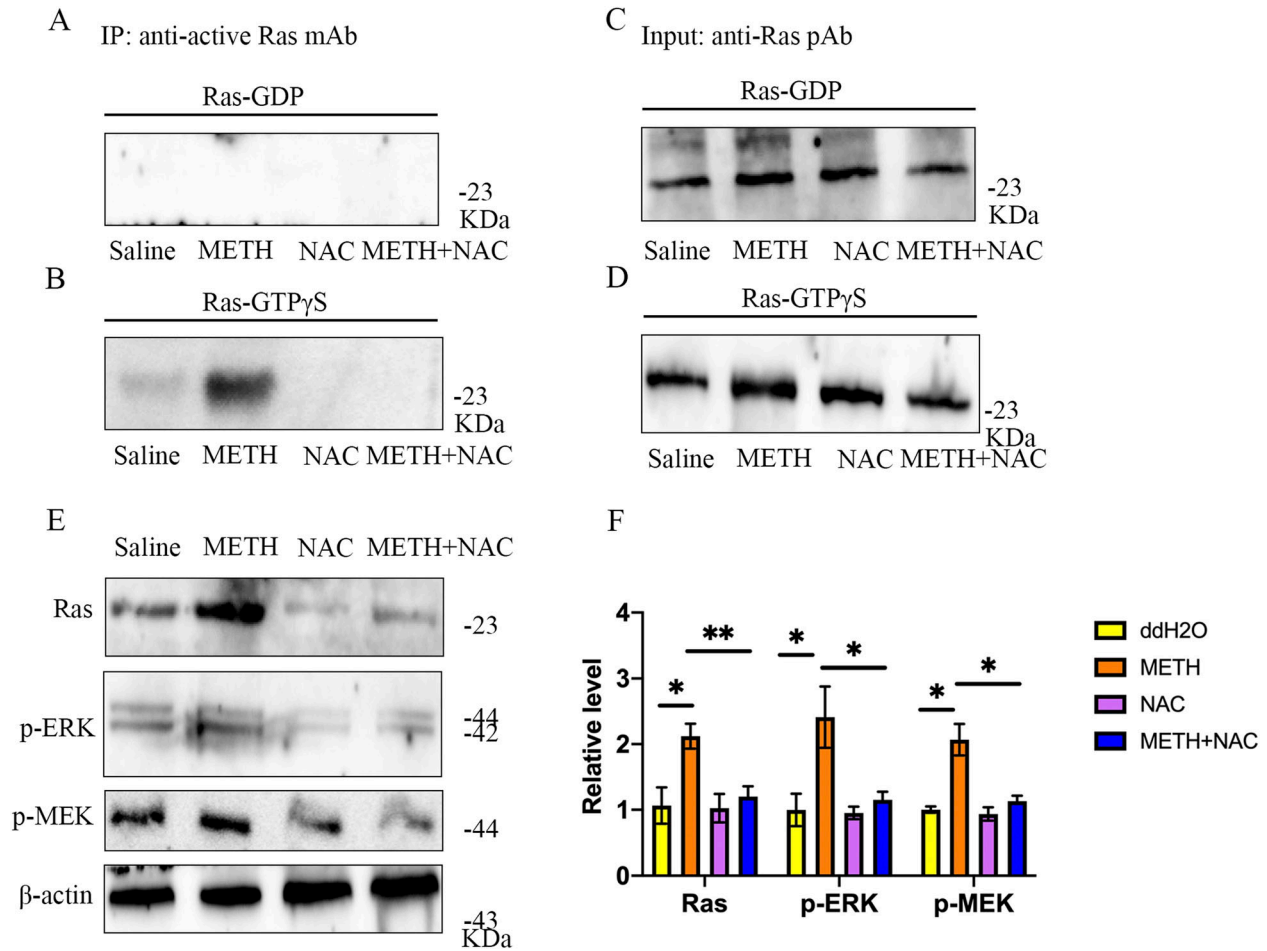 A IP: anti-active Ras mAb
Ras-GDP
-23
KDa
Saline METH NAC METH+NAC
B
Ras-GTPγS
-23
KDa
Saline METH NAC METH+NAC
C Input: anti-Ras pAb
Ras-GDP
-23
KDa
Saline METH NAC METH+NAC
D
Ras-GTPγS
-23
KDa
Saline METH NAC METH+NAC
E
Saline METH NAC METH+NAC
Ras -23
p-ERK -44
-42
p-MEK -44
β-actin -43
KDa
F
Relative level
4
3
2
1
0
* ** * * * *
Ras p-ERK p-MEK
ddH2O
METH
NAC
METH+NAC